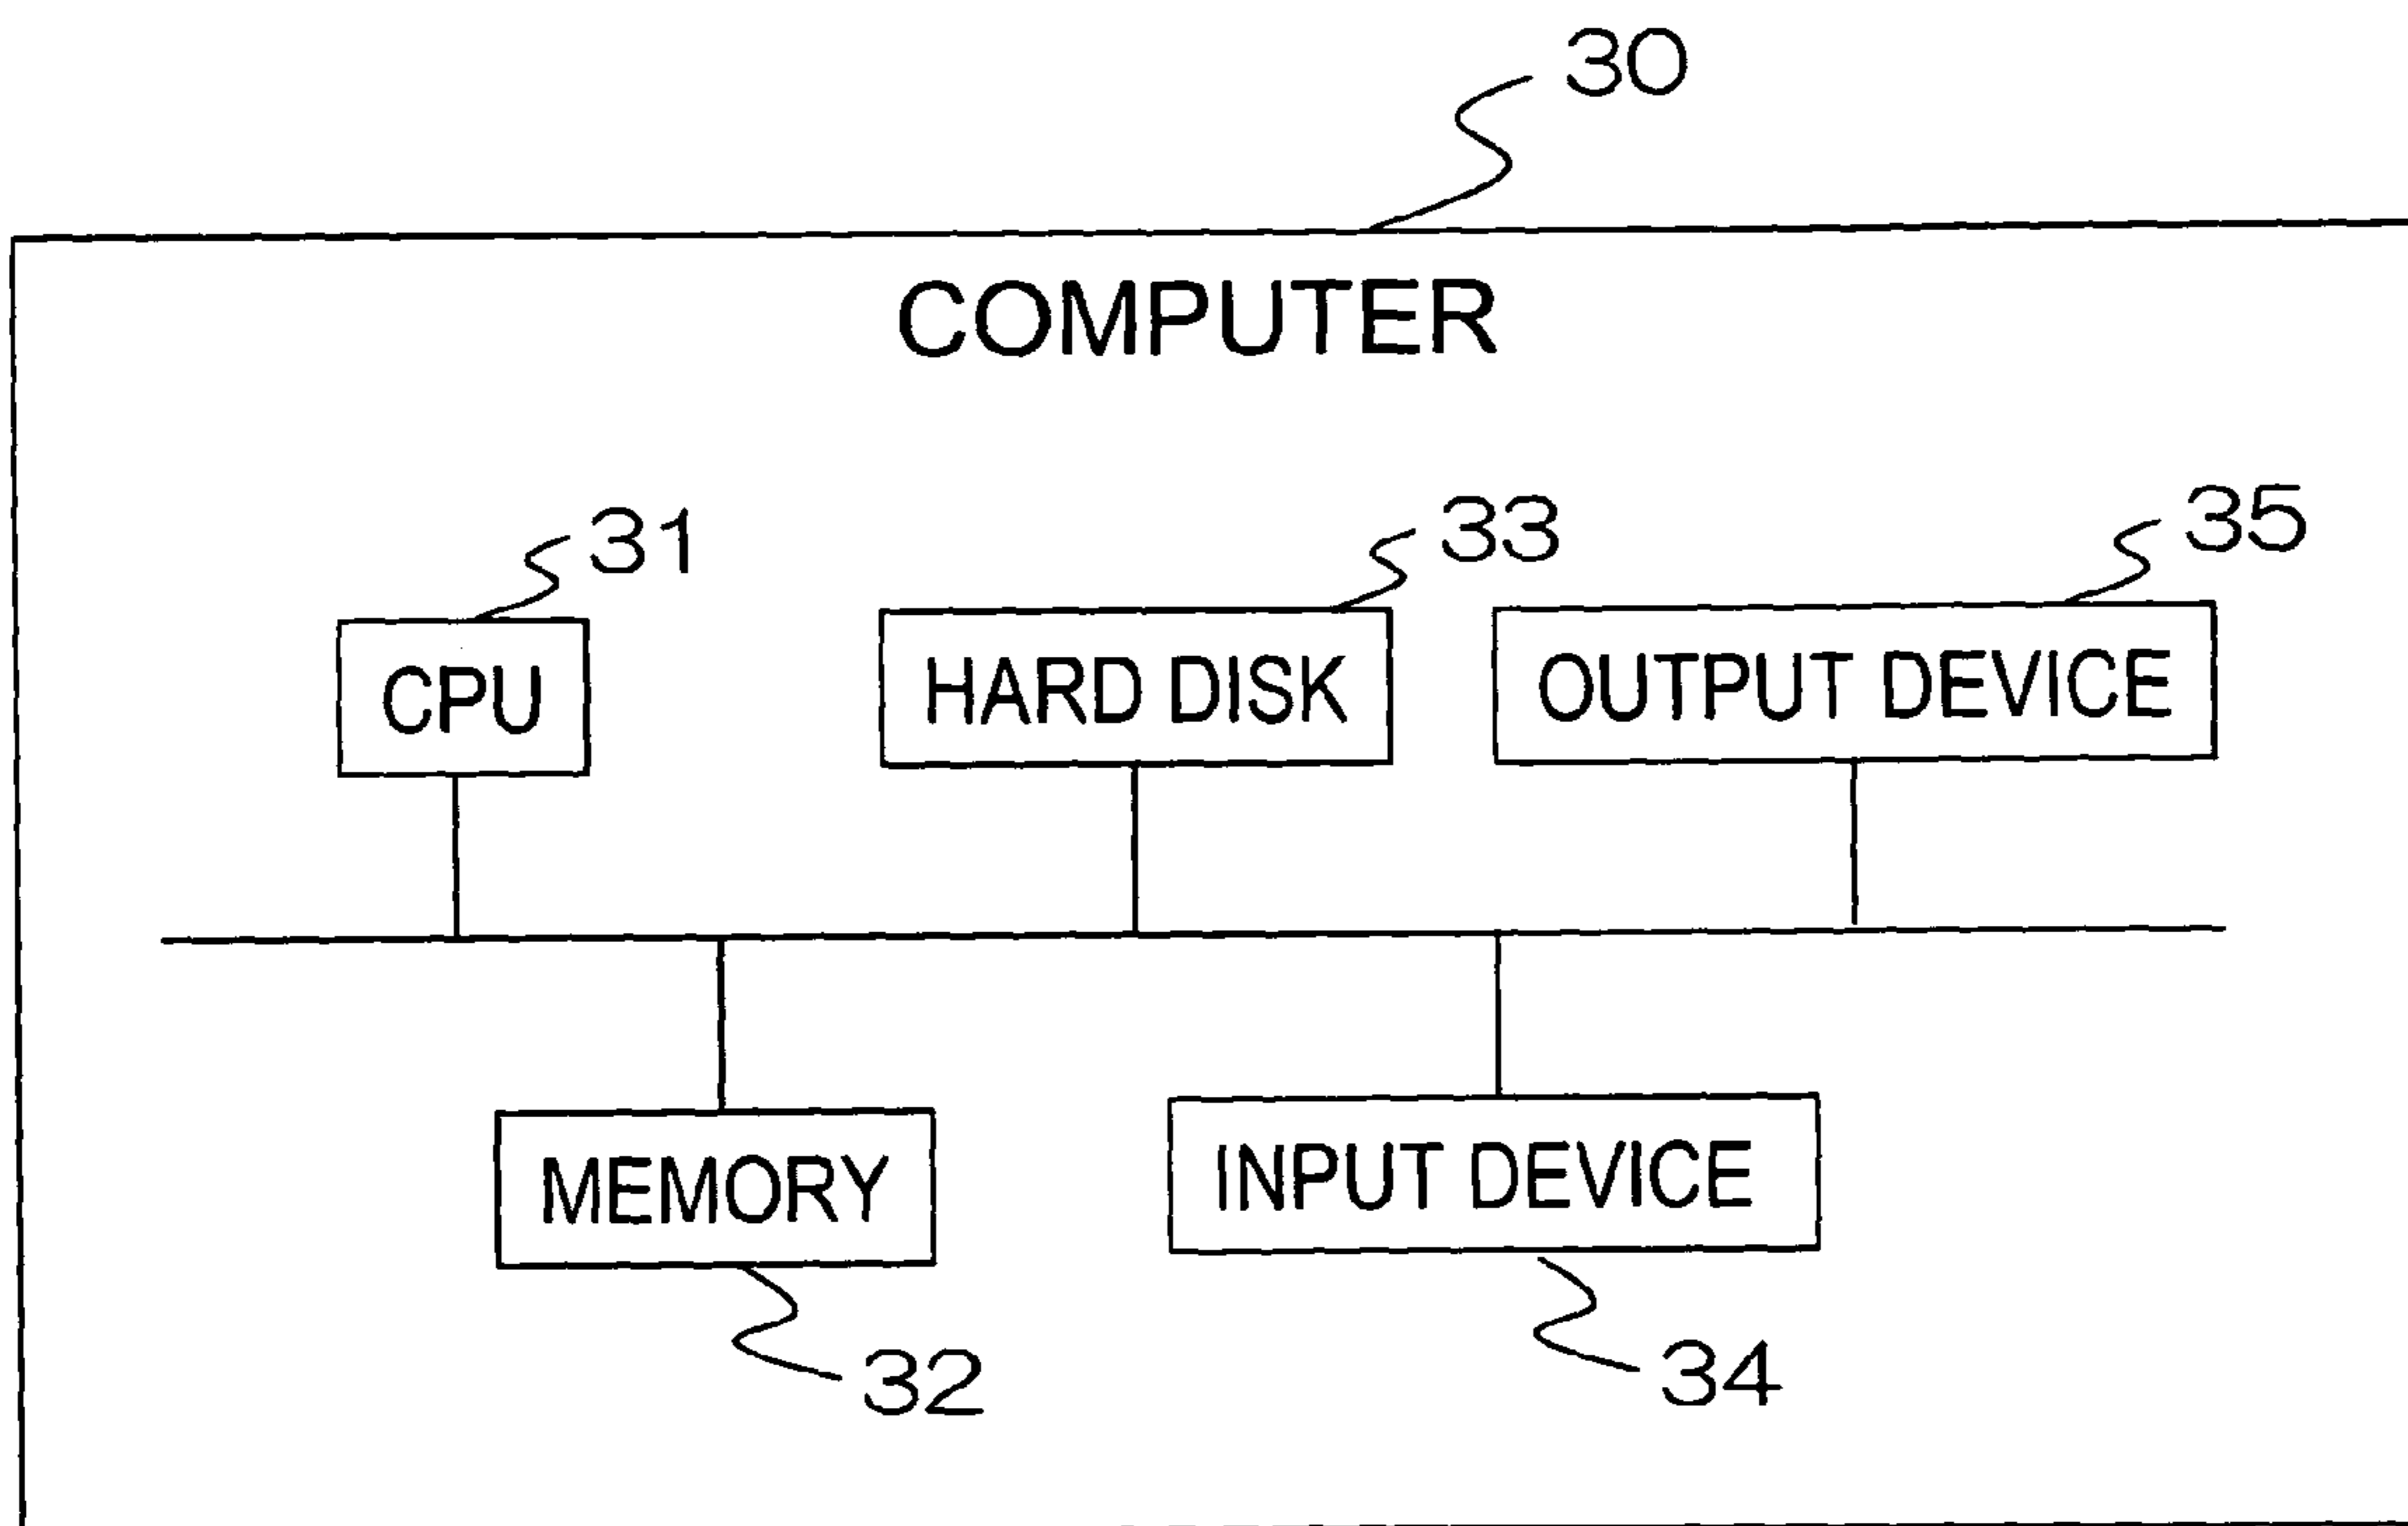 30
COMPUTER
31
33
35
CPU
HARD DISK
OUTPUT DEVICE
MEMORY
INPUT DEVICE
32
34